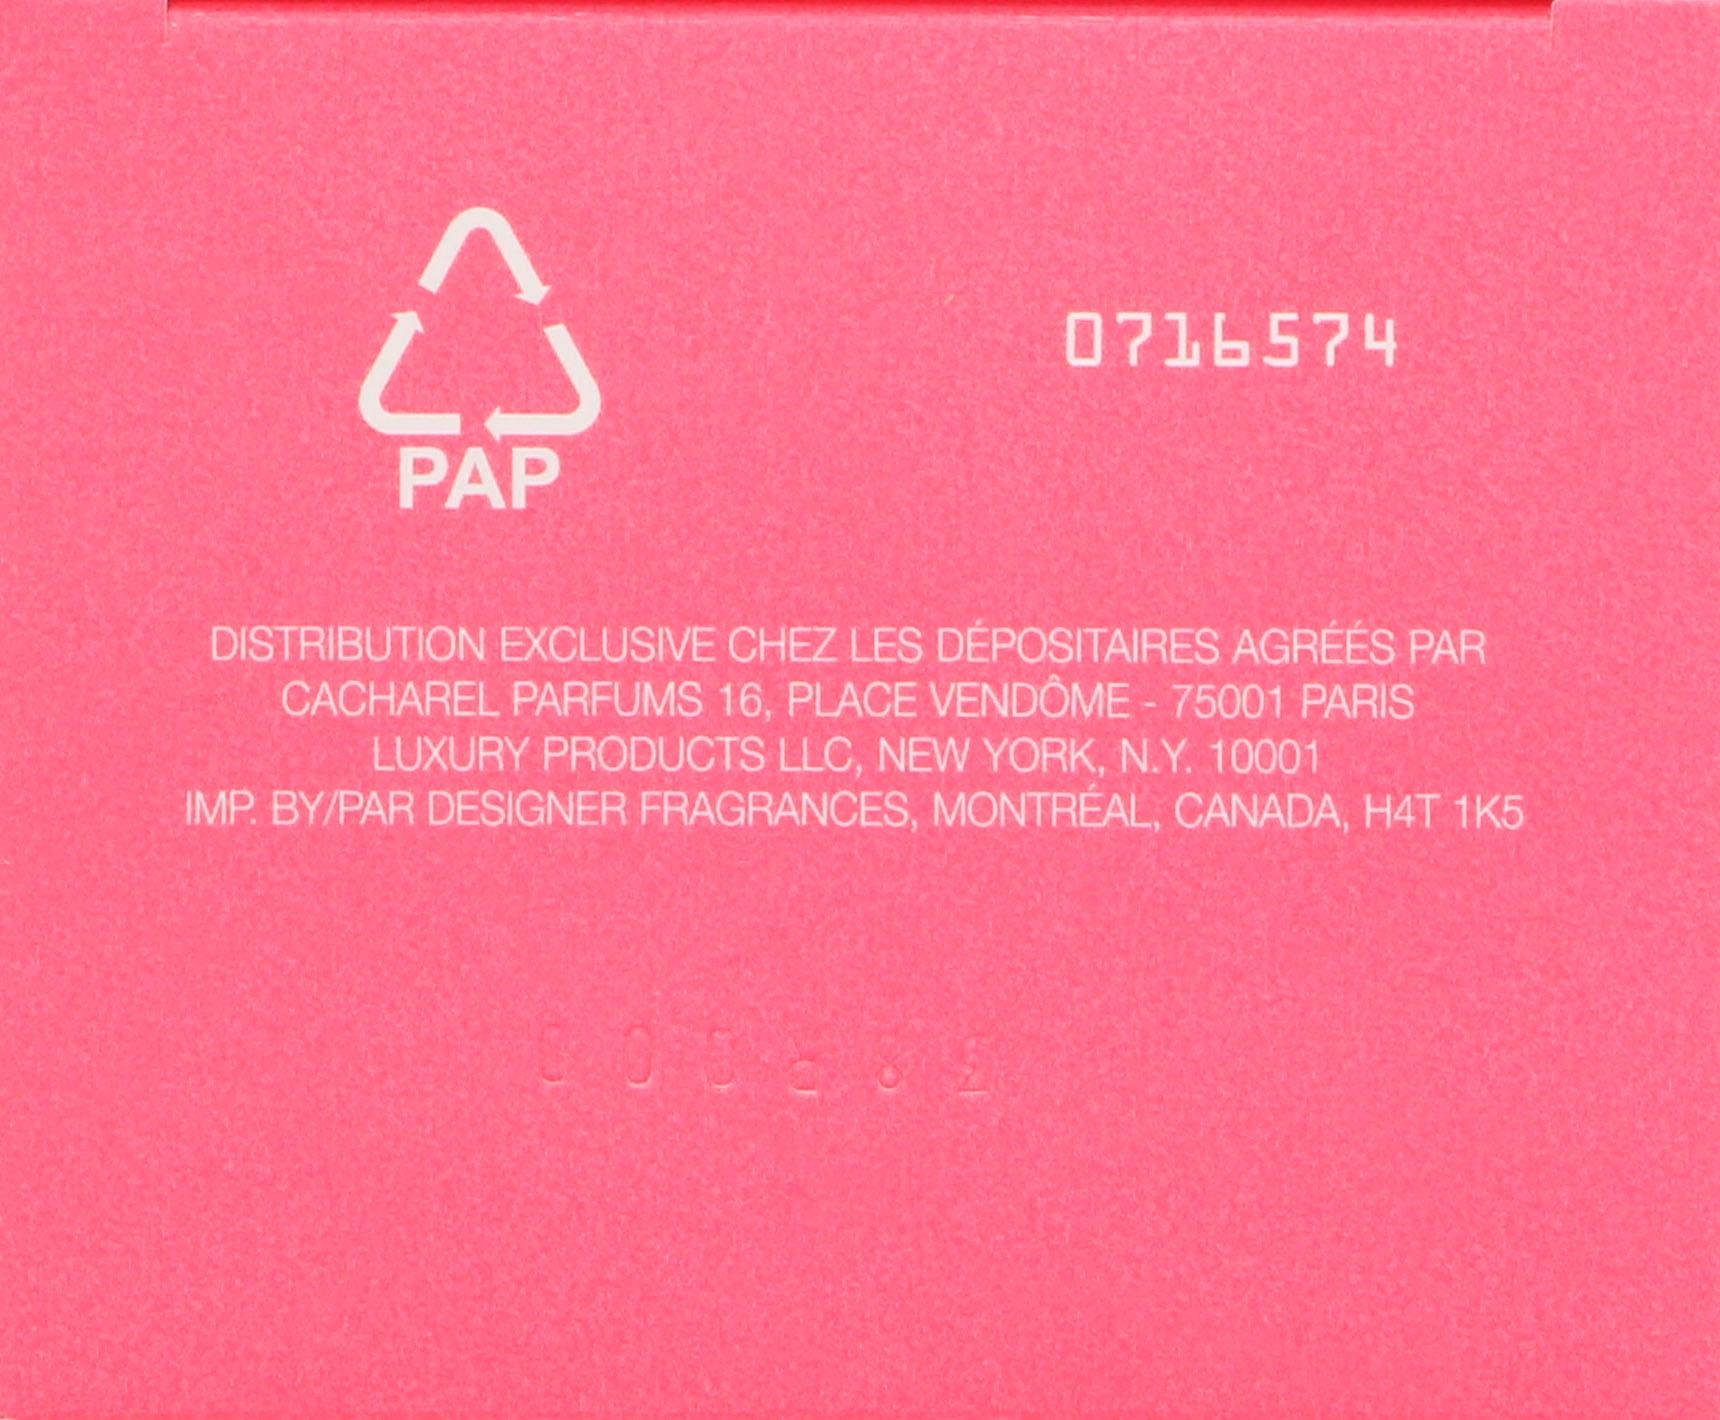 0716574
PAP
DISTRIBUTION EXCLUSIVE CHEZ LES DÉPOSITAIRES AGRÉÉS PAR
CACHAREL PARFUMS 16, PLACE VENDÔME - 75001 PARIS
LUXURY PRODUCTS LLC, NEW YORK, N.Y. 10001
IMP. BY/PAR DESIGNER FRAGRANCES, MONTRÉAL, CANADA, H4T 1K5